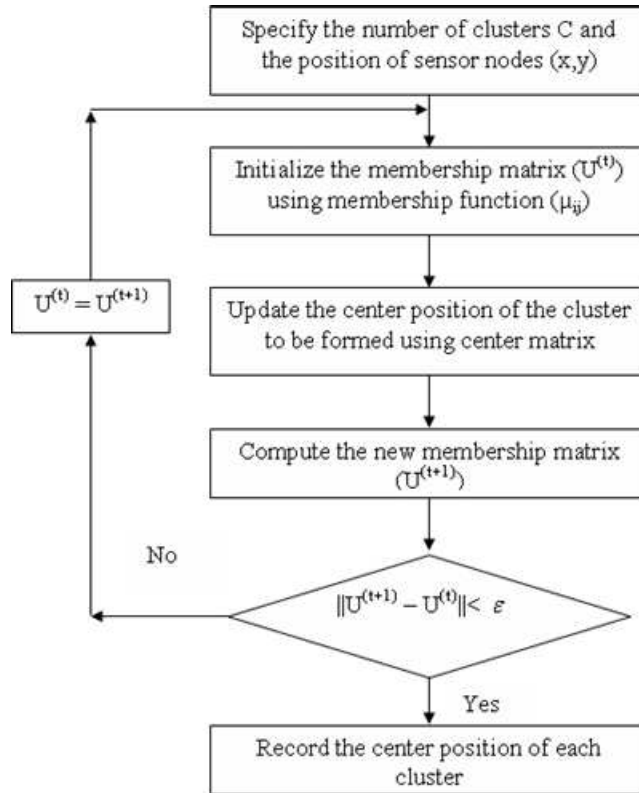 Specify the number of clusters C and
the position of sensor nodes (x,y)
Initialize the membership matrix (U^(t))
using membership function (μ_ij)
U^(t) = U^(t+1)
Update the center position of the cluster
to be formed using center matrix
Compute the new membership matrix
(U^(t+1))
No
||U^(t+1) – U^(t)||< ε
Yes
Record the center position of each
cluster